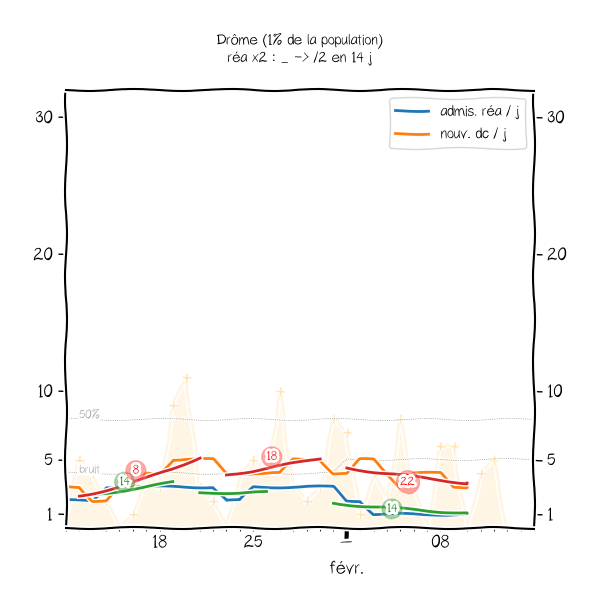 Drôme (1% de la population)
réa x2 : _ -> /2 en 14 j
admis. réa / j
nouv. dc / j
30 30
20 20
10 10
50%
5 5
bruit
8
18
14
22
14
1 1
18 25 – 08
févr.